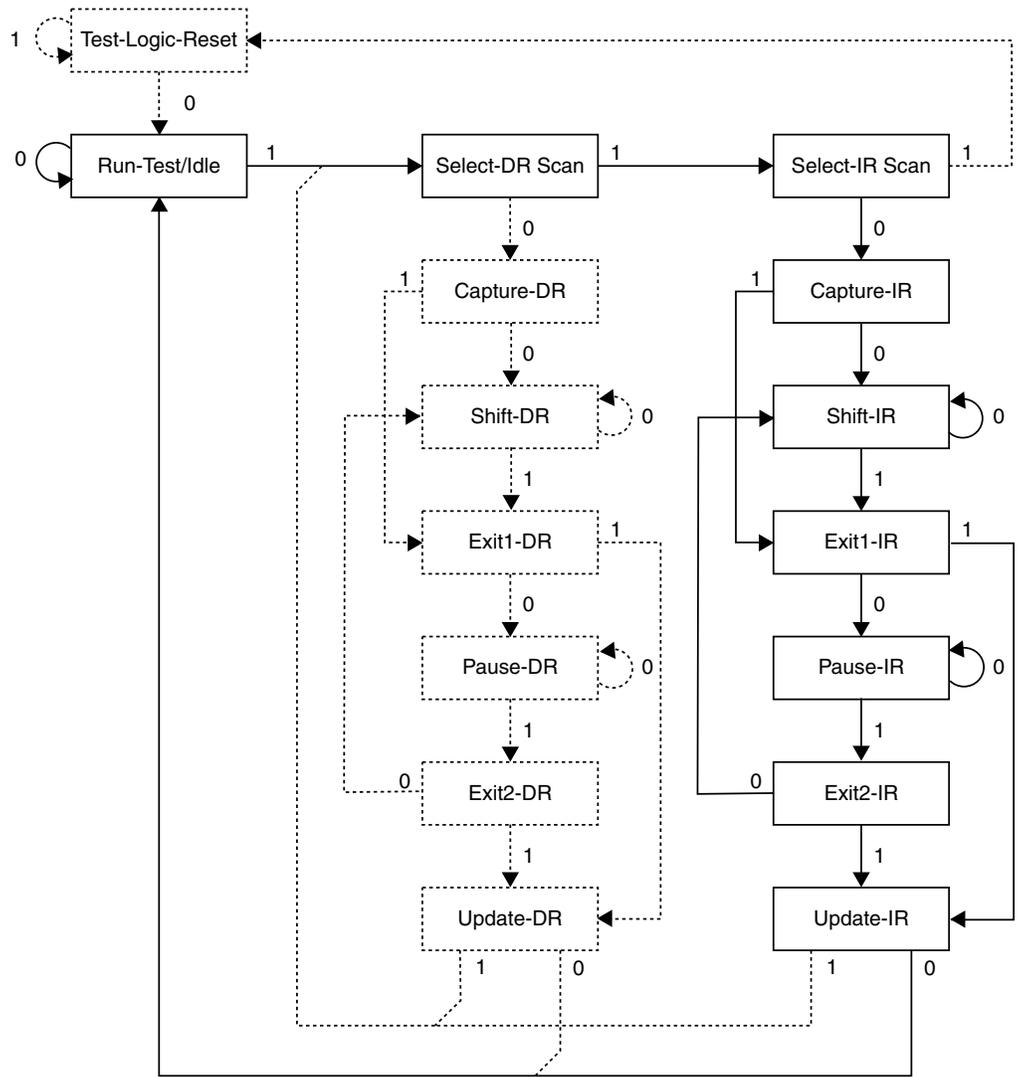 1
Test-Logic-Reset
0
0
Run-Test/Idle
1
Select-DR Scan
1
Select-IR Scan
1
0
0
1
Capture-DR
1
Capture-IR
0
0
Shift-DR
0
Shift-IR
0
1
1
Exit1-DR
1
Exit1-IR
1
0
0
Pause-DR
0
Pause-IR
0
1
1
0
Exit2-DR
0
Exit2-IR
1
1
Update-DR
Update-IR
1
0
1
0